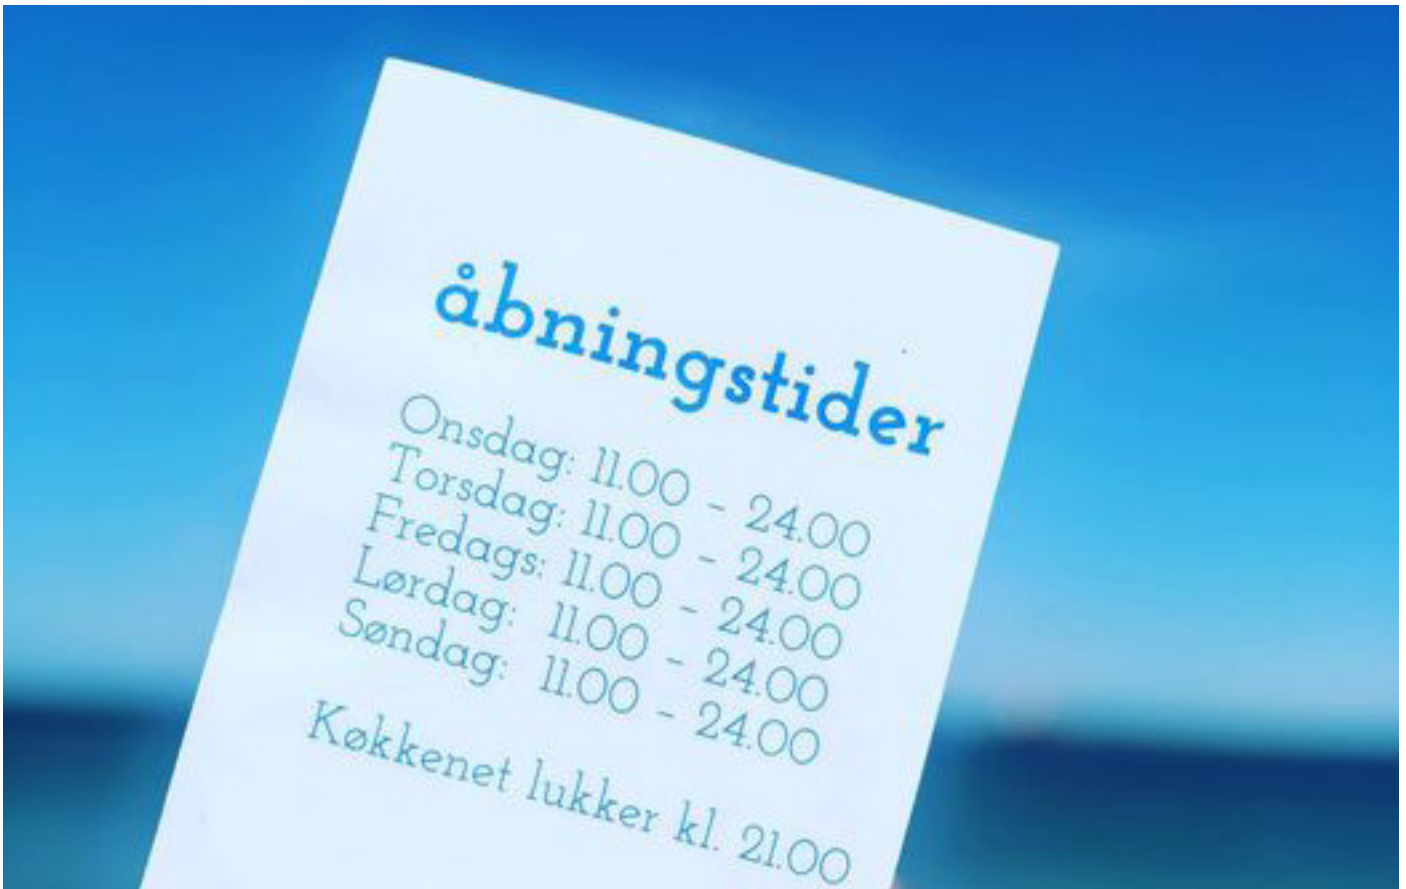 åbningstider
Onsdag: 11.00 - 24.00
Torsdag: 11.00 - 24.00
Fredags: 11.00 - 24.00
Lørdag: 11.00 - 24.00
Søndag: 11.00 - 24.00
Køkkenet lukker kl. 21.00